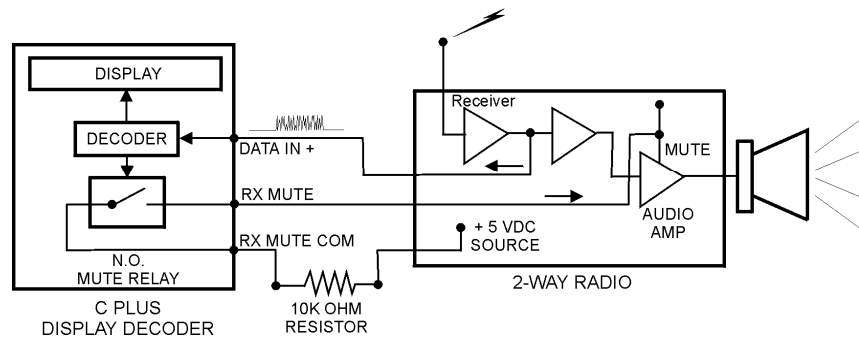 DISPLAY
DECODER
DATA IN +
RX MUTE
RX MUTE COM
N.O.
MUTE RELAY
C PLUS
DISPLAY DECODER
10K OHM
RESISTOR
Receiver
MUTE
AUDIO
AMP
+ 5 VDC
SOURCE
2-WAY RADIO